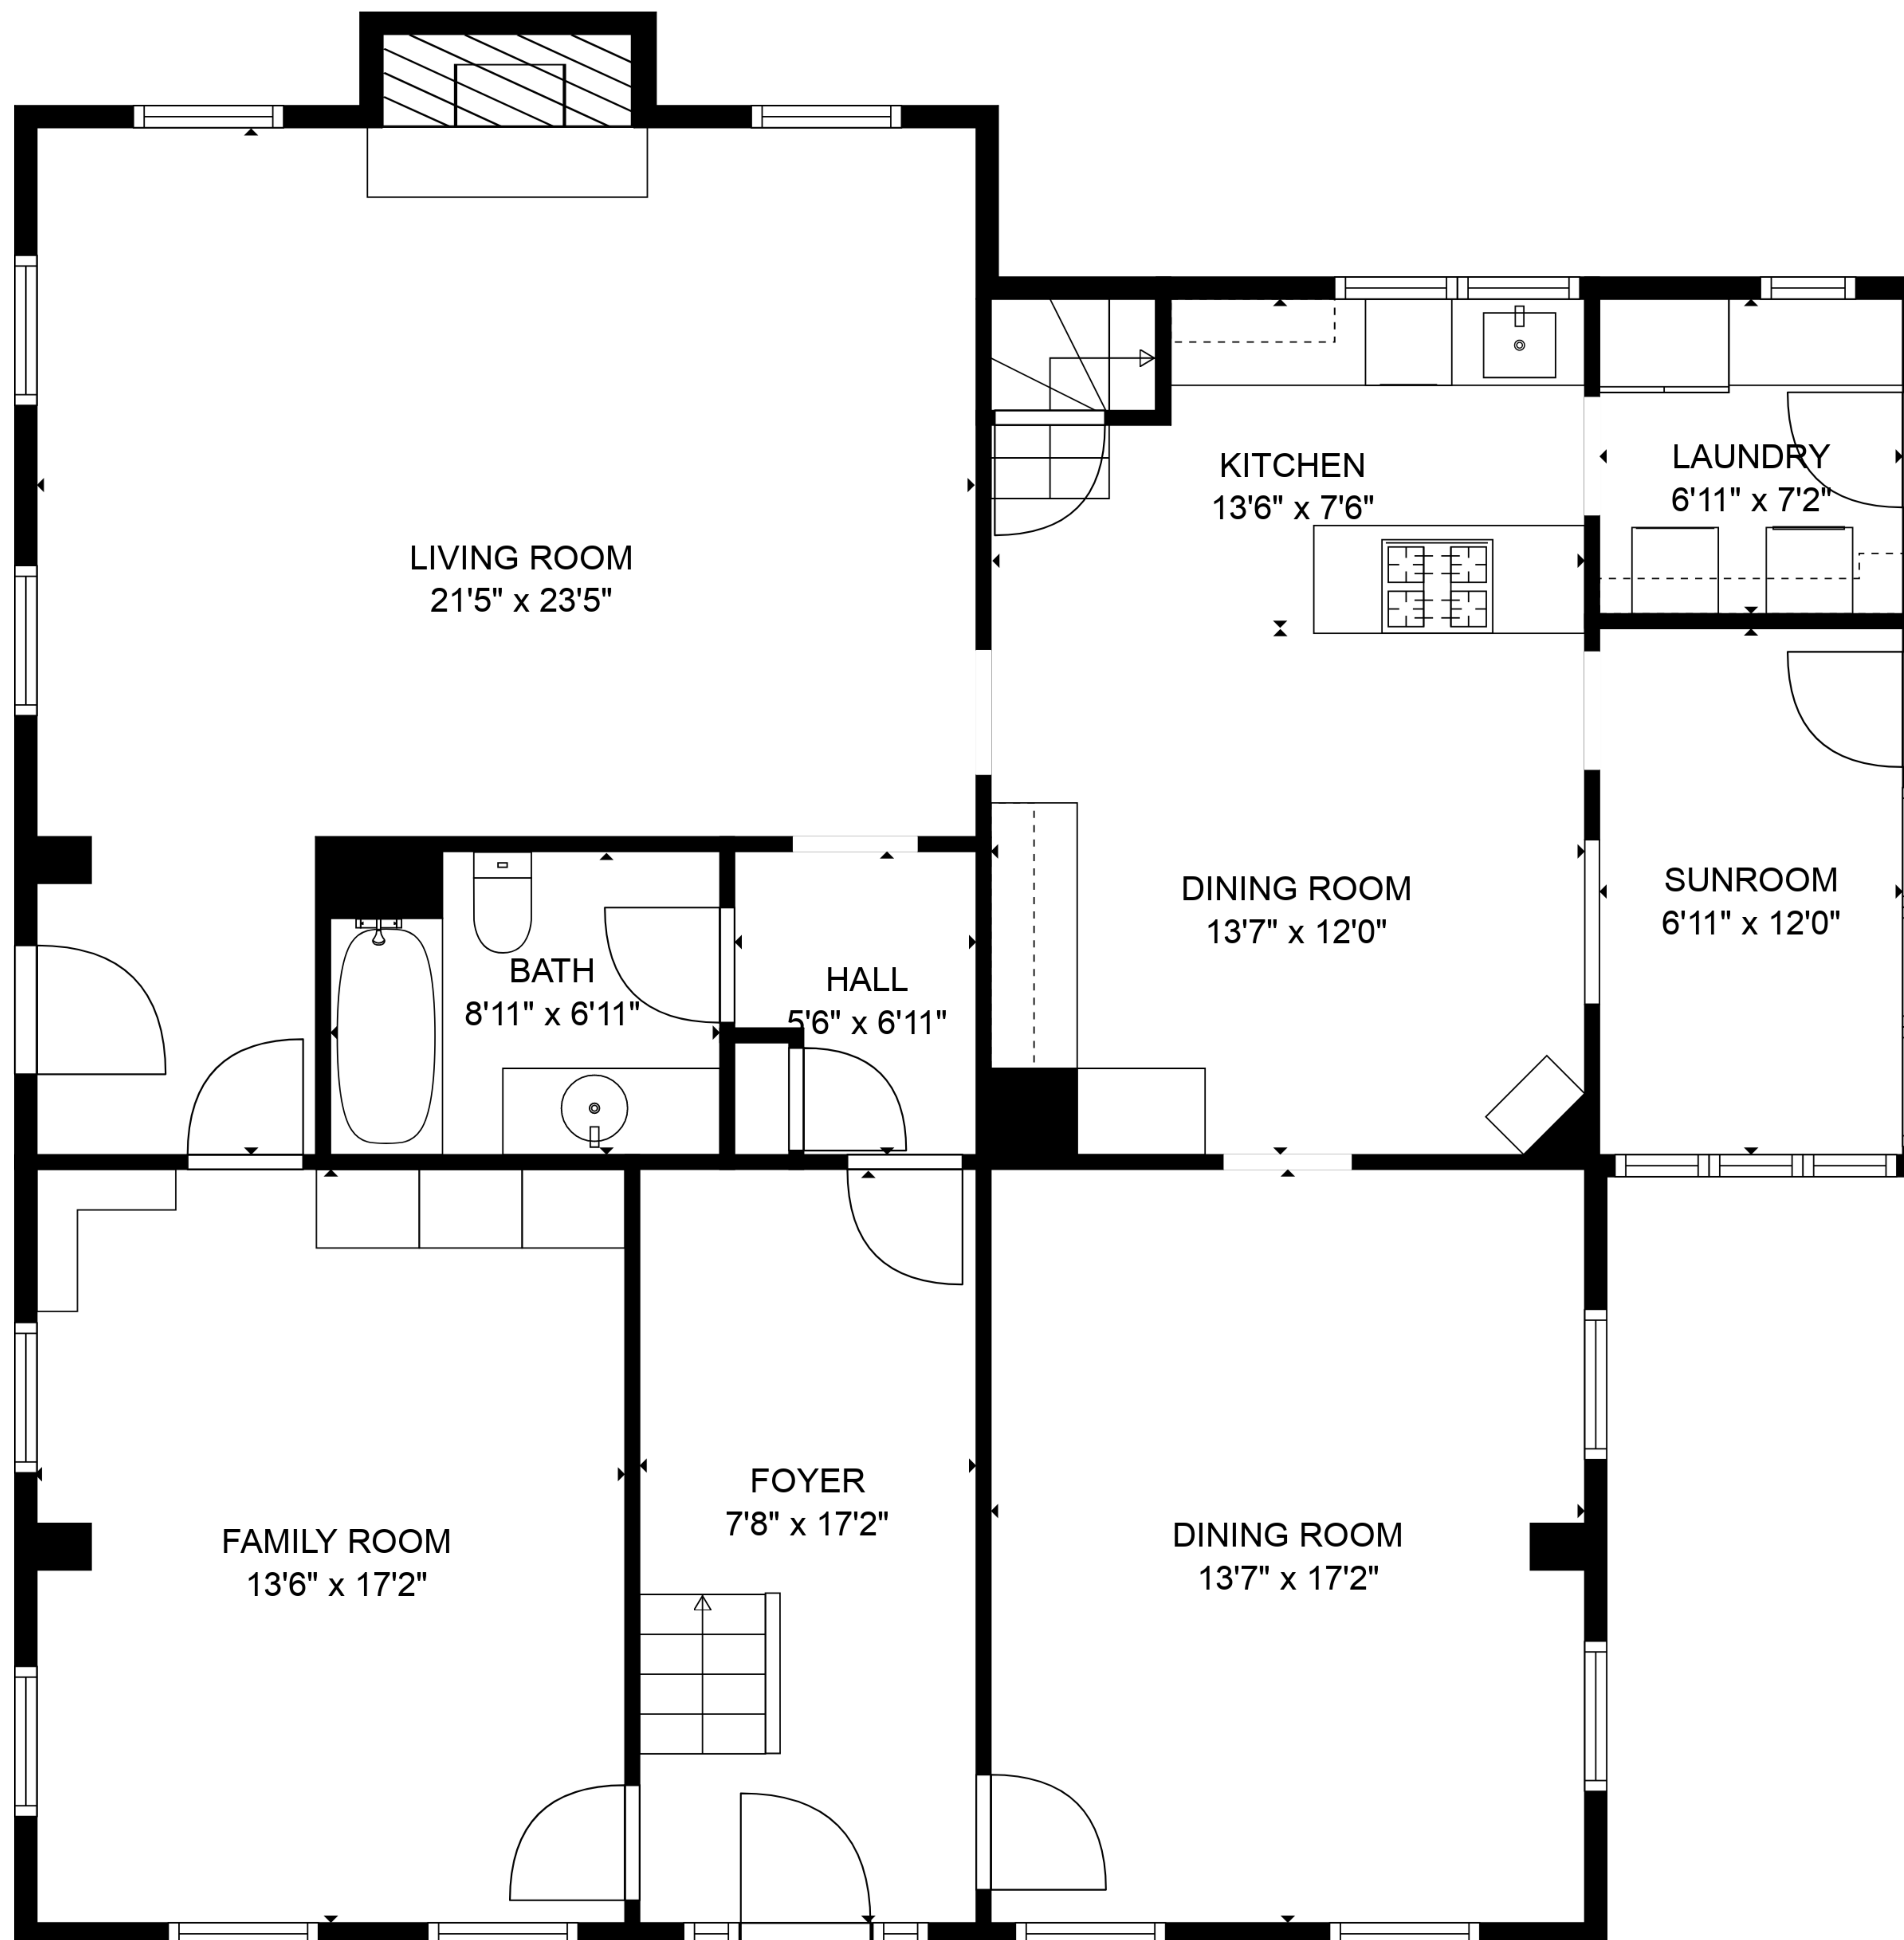 LIVING ROOM
21'5" x 23'5"
KITCHEN
13'6" x 7'6"
LAUNDRY
6'11" x 7'2"
DINING ROOM
13'7" x 12'0"
SUNROOM
6'11" x 12'0"
BATH
8'11" x 6'11"
HALL
5'6" x 6'11"
FAMILY ROOM
13'6" x 17'2"
FOYER
7'8" x 17'2"
DINING ROOM
13'7" x 17'2"